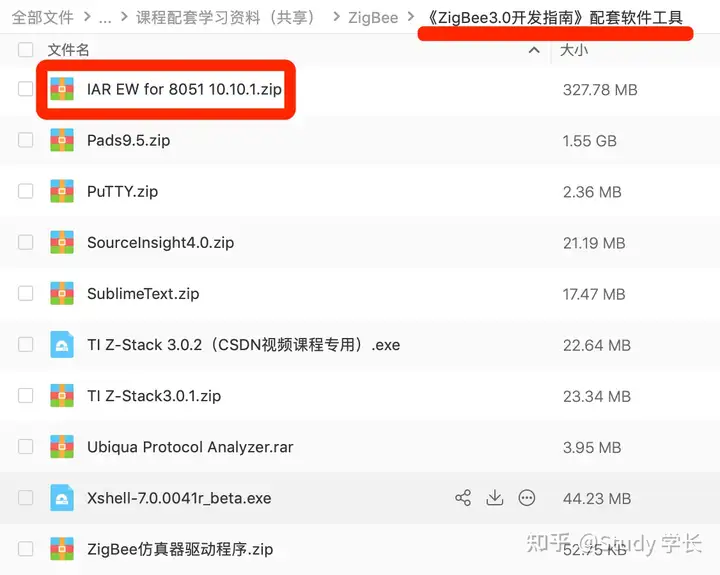 全部文件 > ... > 课程配套学习资料（共享） > ZigBee > 《ZigBee3.0开发指南》配套软件工具
文件名 大小
IAR EW for 8051 10.10.1.zip 327.78 MB
Pads9.5.zip 1.55 GB
PuTTY.zip 2.36 MB
SourceInsight4.0.zip 21.19 MB
SublimeText.zip 17.47 MB
TI Z-Stack 3.0.2（CSDN视频课程专用）.exe 22.64 MB
TI Z-Stack3.0.1.zip 23.34 MB
Ubiqua Protocol Analyzer.rar 3.95 MB
Xshell-7.0.0041r_beta.exe 44.23 MB
ZigBee仿真器驱动程序.zip 52.75 KB
知乎 @Study 学长